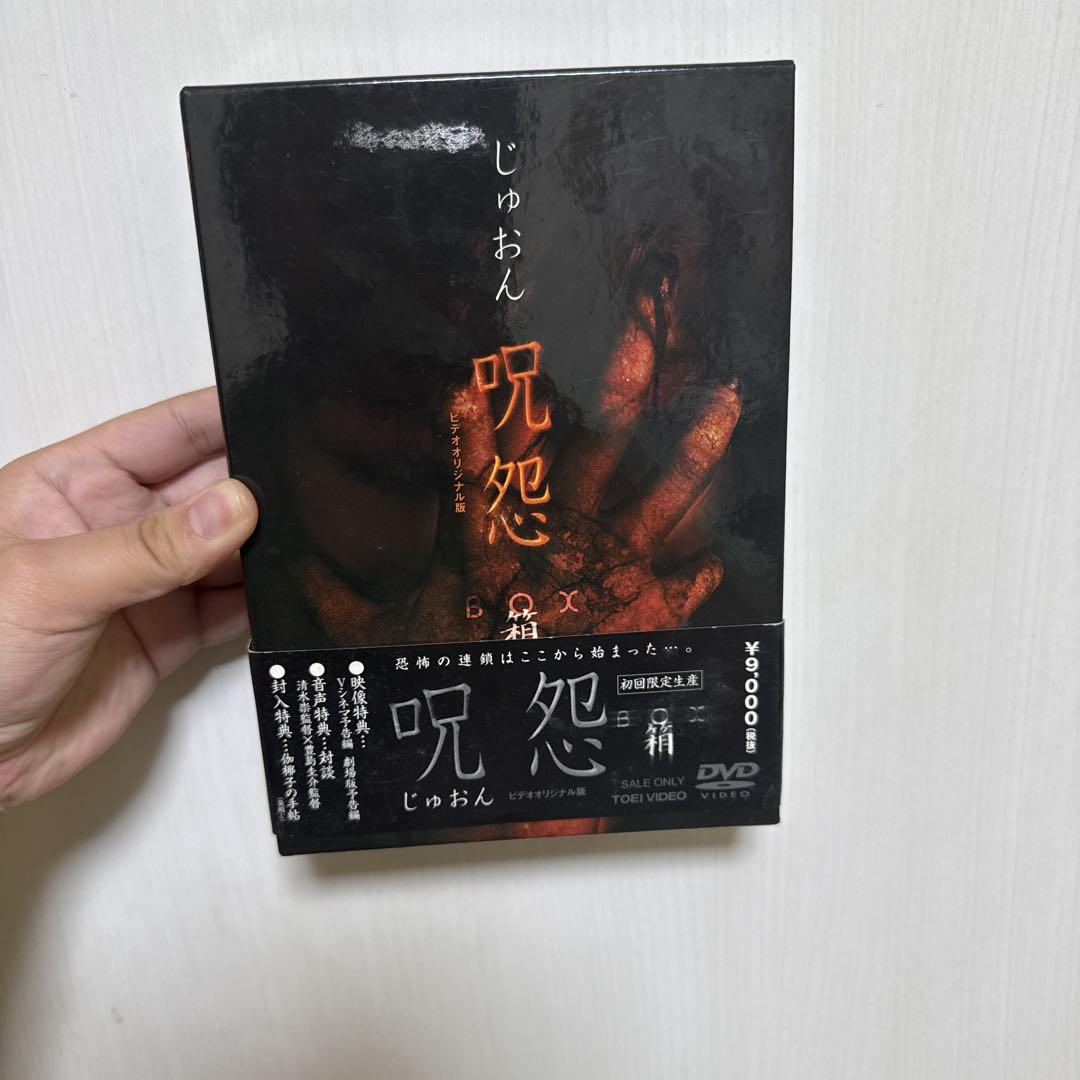 じゅおん
呪怨
ビデオオリジナル版
BOX
箱
恐怖の連鎖はここから始まった…。
呪怨
じゅおん
ビデオオリジナル版
初回限定生産
BOX
箱
SALE ONLY
TOEI VIDEO
DVD
VIDEO
¥9,000(税抜)
●映像特典…
Vシネマ予告編 劇場版予告編
●音声特典…対談
清水崇監督×豊島圭介監督
●封入特典…伽椰子の手帖